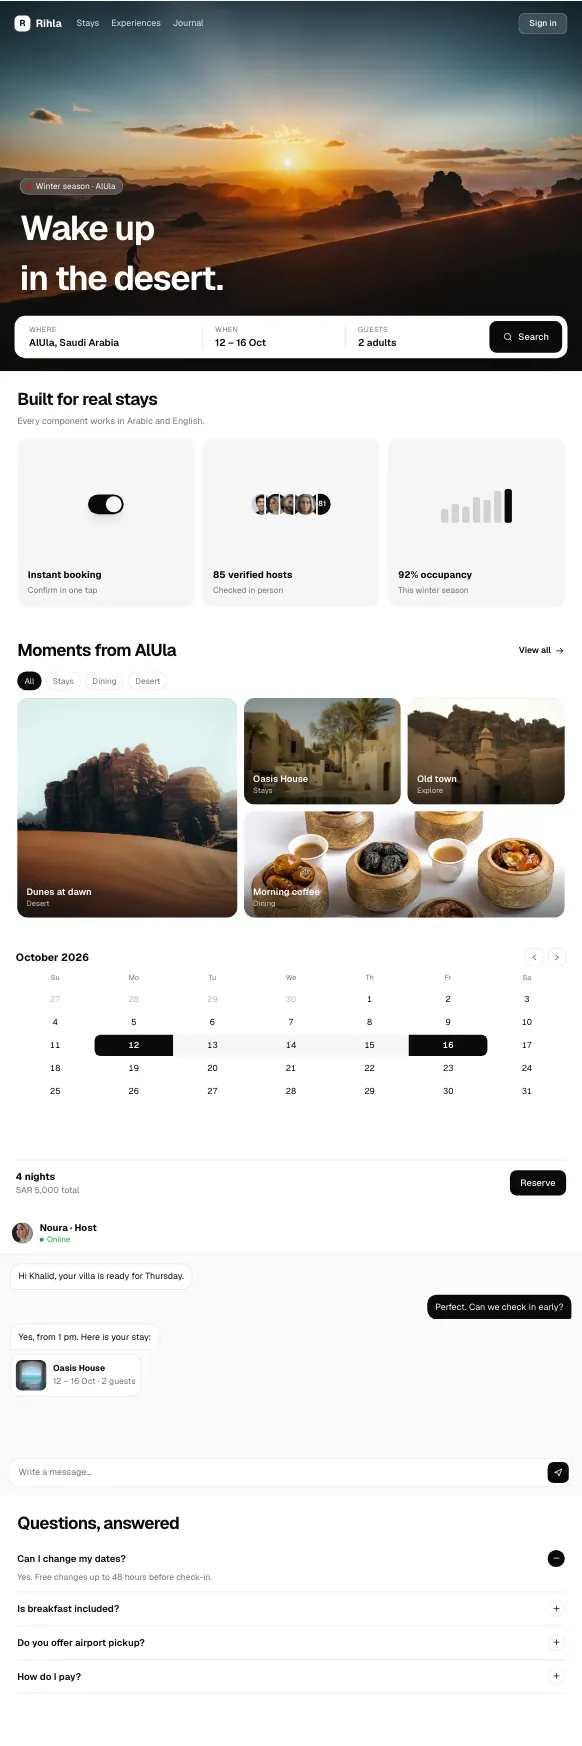 R Rihla Stays Experiences Journal Sign in
Winter season · AlUla
Wake up
in the desert.
WHERE WHEN GUESTS
AlUla, Saudi Arabia 12 – 16 Oct 2 adults Search
Built for real stays
Every component works in Arabic and English.
81
Instant booking 85 verified hosts 92% occupancy
Confirm in one tap Checked in person This winter season
Moments from AlUla View all →
All Stays Dining Desert
Oasis House Old town
Stays Explore
Dunes at dawn Morning coffee
Desert Dining
October 2026
Su Mo Tu We Th Fr Sa
27 28 29 30 1 2 3
4 5 6 7 8 9 10
11 12 13 14 15 16 17
18 19 20 21 22 23 24
25 26 27 28 29 30 31
4 nights
SAR 5,000 total Reserve
Noura · Host
Online
Hi Khalid, your villa is ready for Thursday.
Perfect. Can we check in early?
Yes, from 1 pm. Here is your stay:
Oasis House
12 – 16 Oct · 2 guests
Write a message...
Questions, answered
Can I change my dates?
Yes. Free changes up to 48 hours before check-in.
Is breakfast included?
Do you offer airport pickup?
How do I pay?